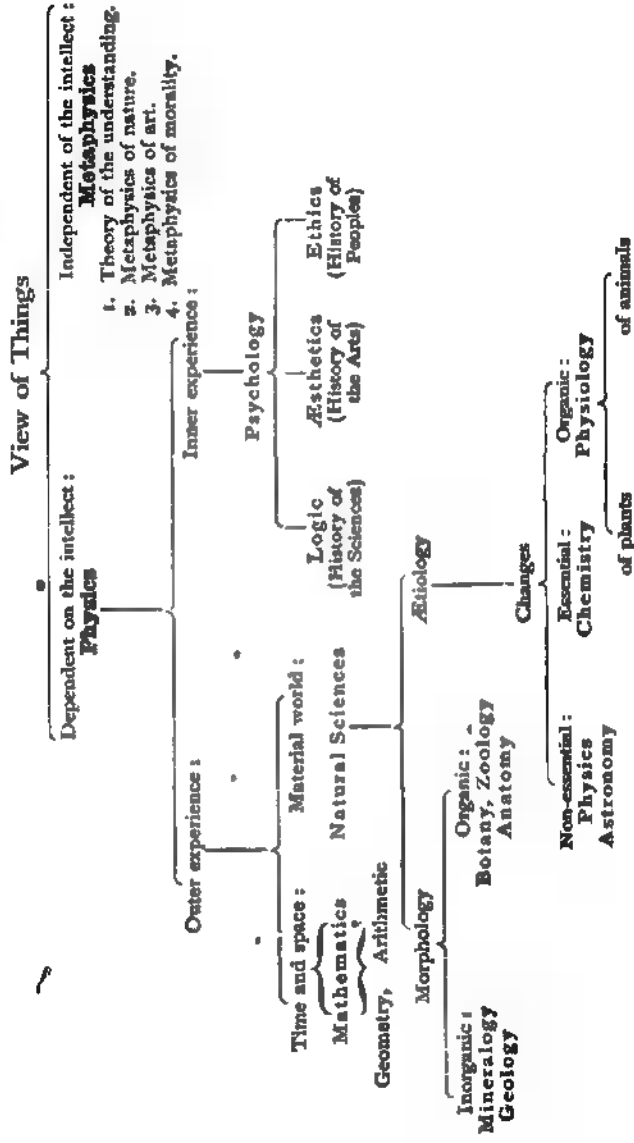 View of Things
Dependent on the intellect:
Physics
Independent of the intellect:
Metaphysics
1. Theory of the understanding.
2. Metaphysics of nature.
3. Metaphysics of art.
4. Metaphysics of morality.
Outer experience:
Inner experience:
Time and space:
Mathematics
Geometry, Arithmetic
Material world:
Natural Sciences
Psychology
Logic
(History of
the Sciences)
Æsthetics
(History of
the Arts)
Ethics
(History of
Peoples)
Morphology
Ætiology
Inorganic:
Mineralogy
Geology
Organic:
Botany, Zoology
Anatomy
Changes
Non-essential:
Physics
Astronomy
Essential:
Chemistry
Organic:
Physiology
of plants
of animals